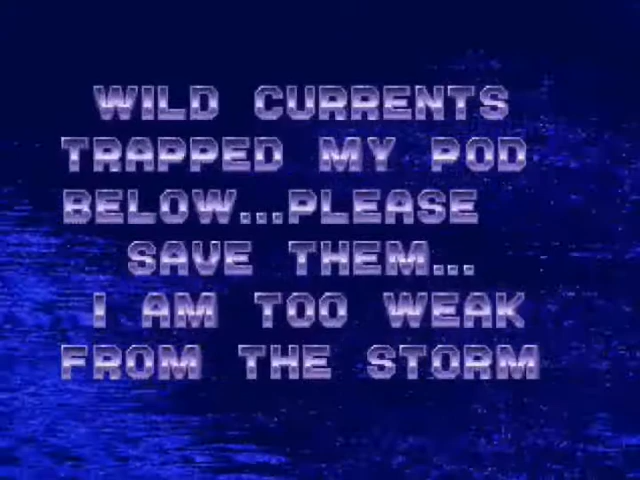 WILD CURRENTS
TRAPPED MY POD
BELOW...PLEASE
SAVE THEM...
I AM TOO WEAK
FROM THE STORM